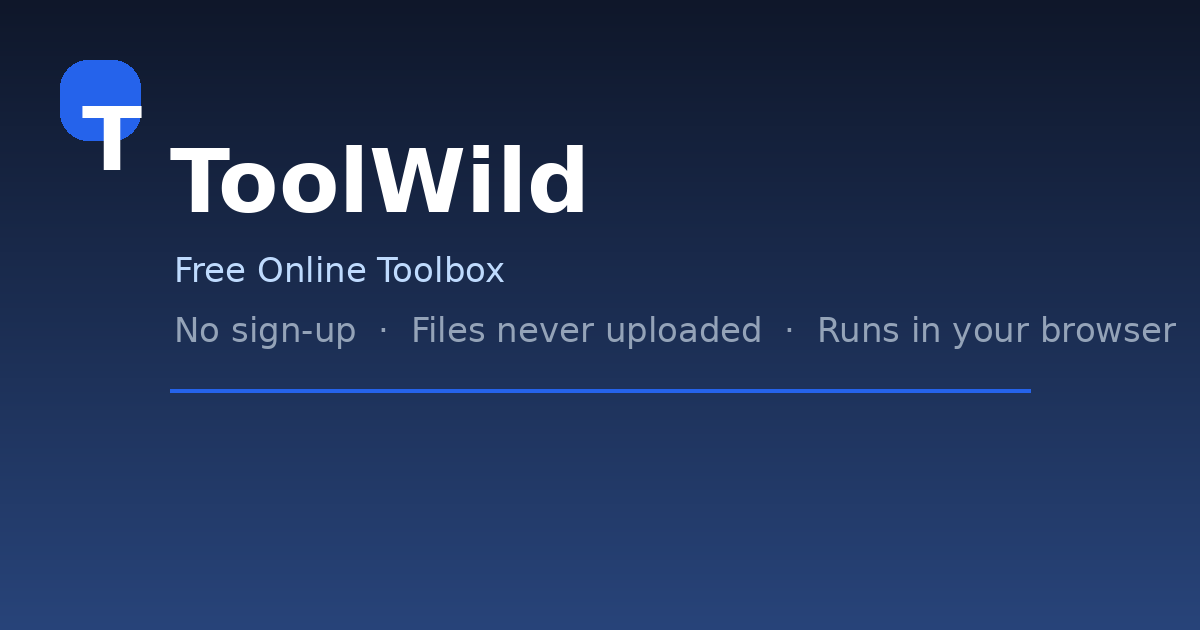 T
ToolWild
Free Online Toolbox
No sign-up · Files never uploaded · Runs in your browser